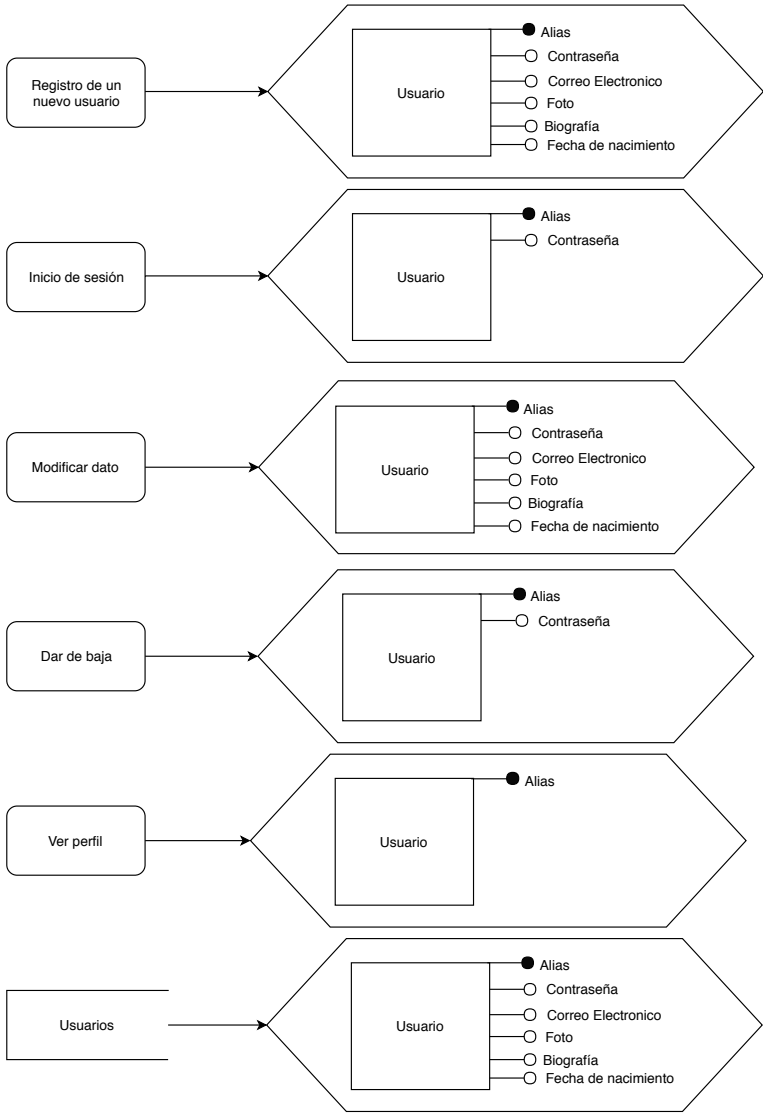 Registro de un
nuevo usuario
Usuario
Alias
Contraseña
Correo Electronico
Foto
Biografía
Fecha de nacimiento
Inicio de sesión
Usuario
Alias
Contraseña
Modificar dato
Usuario
Alias
Contraseña
Correo Electronico
Foto
Biografía
Fecha de nacimiento
Dar de baja
Usuario
Alias
Contraseña
Ver perfil
Usuario
Alias
Usuarios
Usuario
Alias
Contraseña
Correo Electronico
Foto
Biografía
Fecha de nacimiento